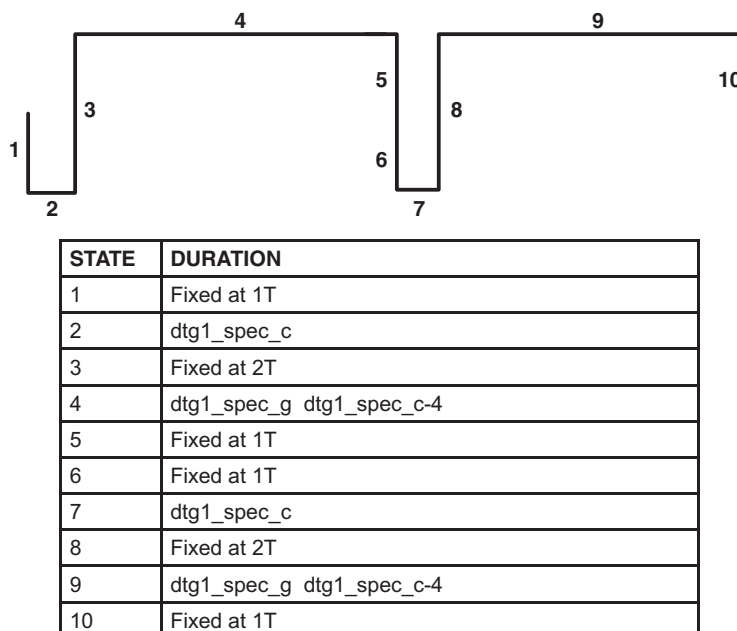 4 9
5 10
3 8
1 6
2 7
STATE DURATION
1 Fixed at 1T
2 dtg1_spec_c
3 Fixed at 2T
4 dtg1_spec_g dtg1_spec_c-4
5 Fixed at 1T
6 Fixed at 1T
7 dtg1_spec_c
8 Fixed at 2T
9 dtg1_spec_g dtg1_spec_c-4
10 Fixed at 1T